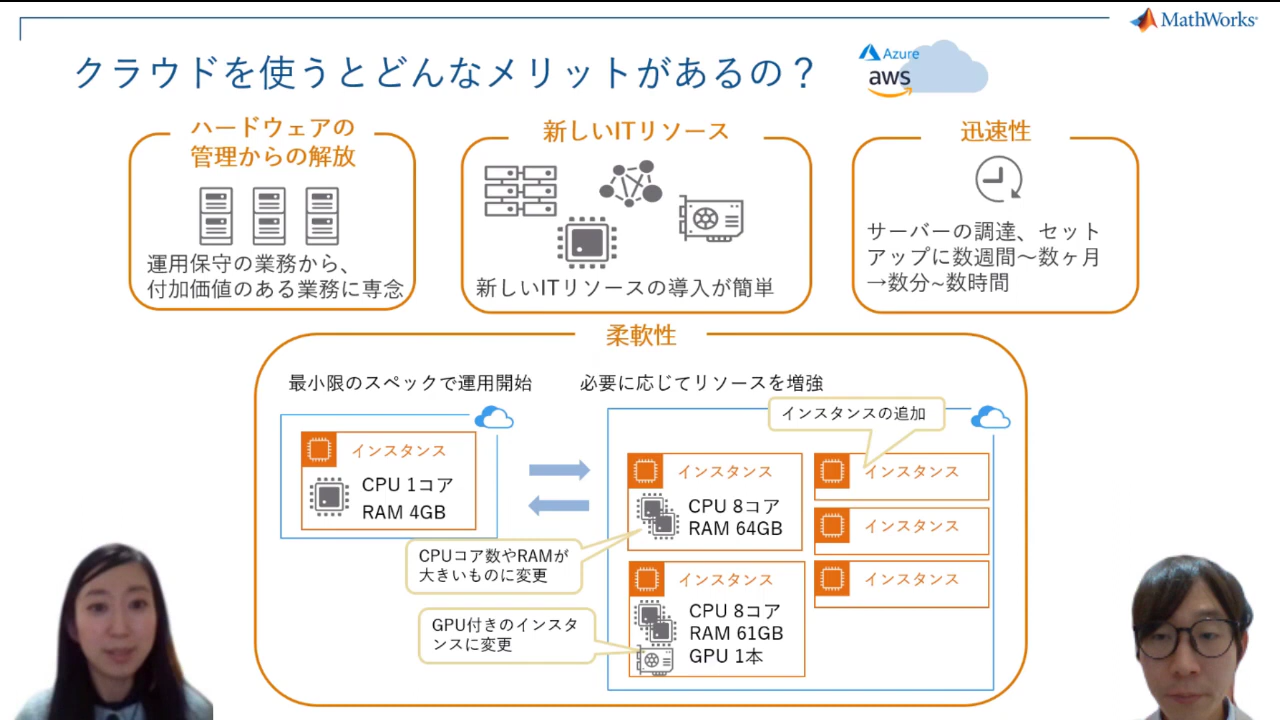 MathWorks
クラウドを使うとどんなメリットがあるの？
Azure
aws
ハードウェアの
管理からの解放
運用保守の業務から、
付加価値のある業務に専念
新しいITリソース
新しいITリソースの導入が簡単
迅速性
サーバーの調達、セット
アップに数週間～数ヶ月
→数分~数時間
柔軟性
最小限のスペックで運用開始
インスタンス
CPU 1コア
RAM 4GB
必要に応じてリソースを増強
インスタンスの追加
インスタンス
CPU 8コア
RAM 64GB
インスタンス
インスタンス
インスタンス
CPUコア数やRAMが
大きいものに変更
インスタンス
CPU 8コア
RAM 61GB
GPU 1本
GPU付きのインスタ
ンスに変更